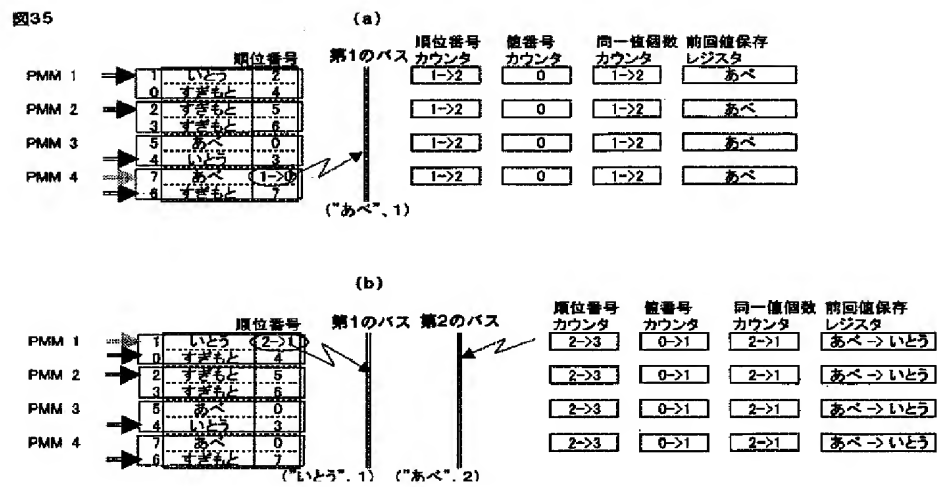 図35
(a)
順位番号 第1のバス 順位番号カウンタ 値番号カウンタ 同一値個数カウンタ 前回値保存レジスタ
PMM 1 1 いとう 2 1->2 0 1->2 あべ
0 すぎもと 4
PMM 2 2 すぎもと 5 1->2 0 1->2 あべ
3 すぎもと 6
PMM 3 5 あべ 0 1->2 0 1->2 あべ
4 いとう 3
PMM 4 7 あべ 1->0 1->2 0 1->2 あべ
6 すぎもと 7
("あべ"、1)
(b)
順位番号 第1のバス 第2のバス 順位番号カウンタ 値番号カウンタ 同一値個数カウンタ 前回値保存レジスタ
PMM 1 1 いとう 2->1 2->3 0->1 2->1 あべ -> いとう
0 すぎもと 4
PMM 2 2 すぎもと 5 2->3 0->1 2->1 あべ -> いとう
3 すぎもと 6
PMM 3 5 あべ 0 2->3 0->1 2->1 あべ -> いとう
4 いとう 3
PMM 4 7 あべ 0 2->3 0->1 2->1 あべ -> いとう
6 すぎもと 7
("いとう", 1) ("あべ", 2)